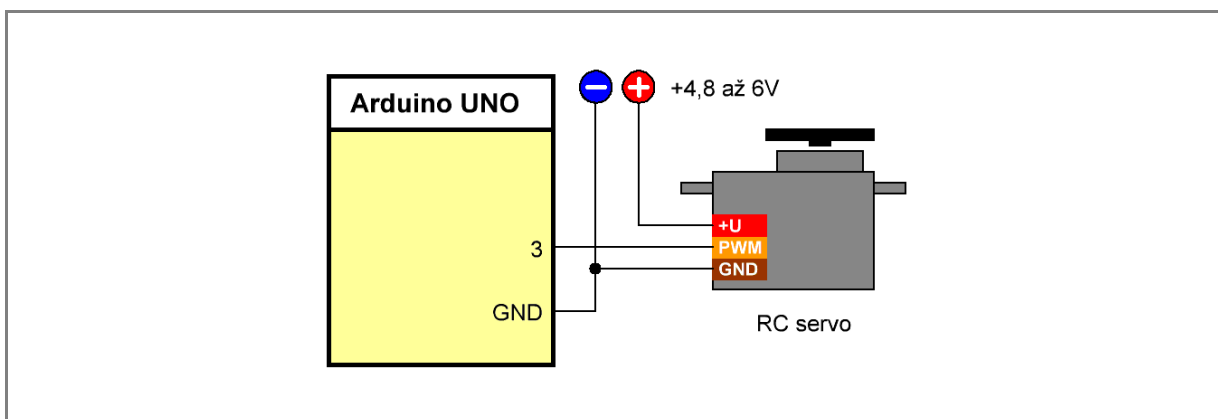 Arduino UNO
+4,8 až 6V
+U
3
PWM
GND
GND
RC servo